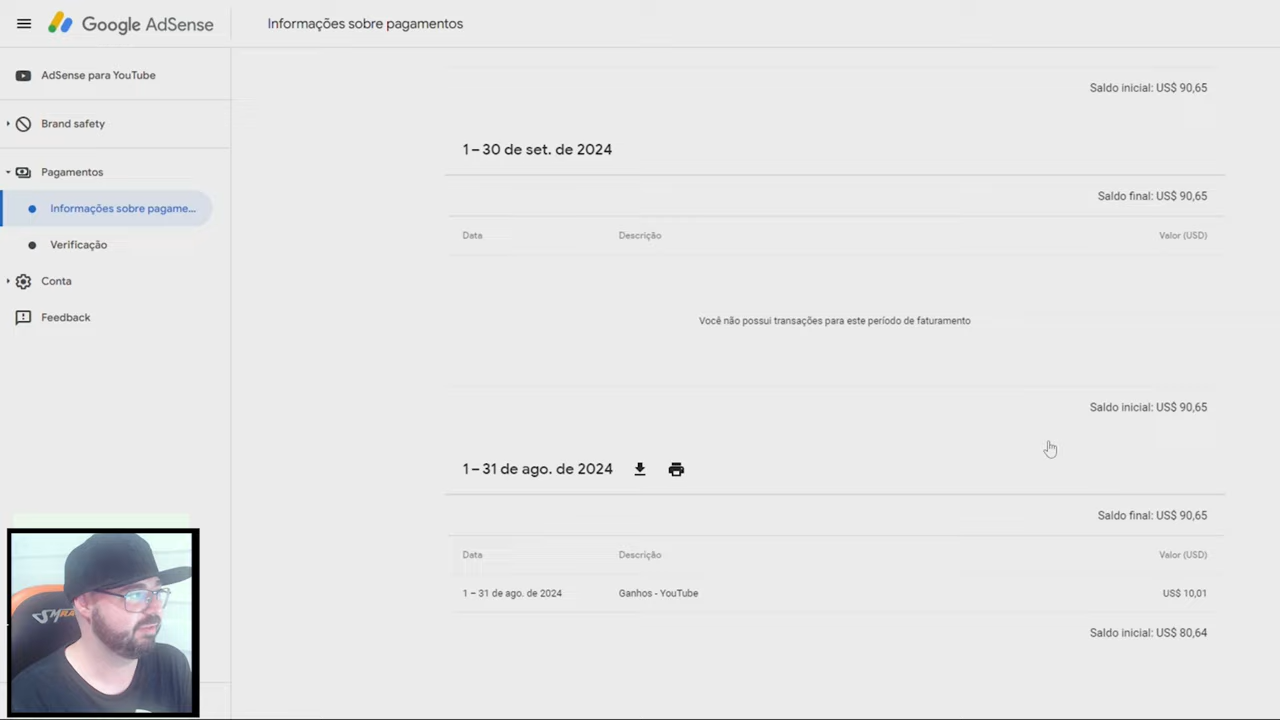 Google AdSense
Informações sobre pagamentos
AdSense para YouTube
Brand safety
Pagamentos
Informações sobre pagame...
Verificação
Conta
Feedback
Saldo inicial: US$ 90,65
1 – 30 de set. de 2024
Saldo final: US$ 90,65
Data Descrição Valor (USD)
Você não possui transações para este período de faturamento
Saldo inicial: US$ 90,65
1 – 31 de ago. de 2024
Saldo final: US$ 90,65
Data Descrição Valor (USD)
1 – 31 de ago. de 2024 Ganhos - YouTube US$ 10,01
Saldo inicial: US$ 80,64